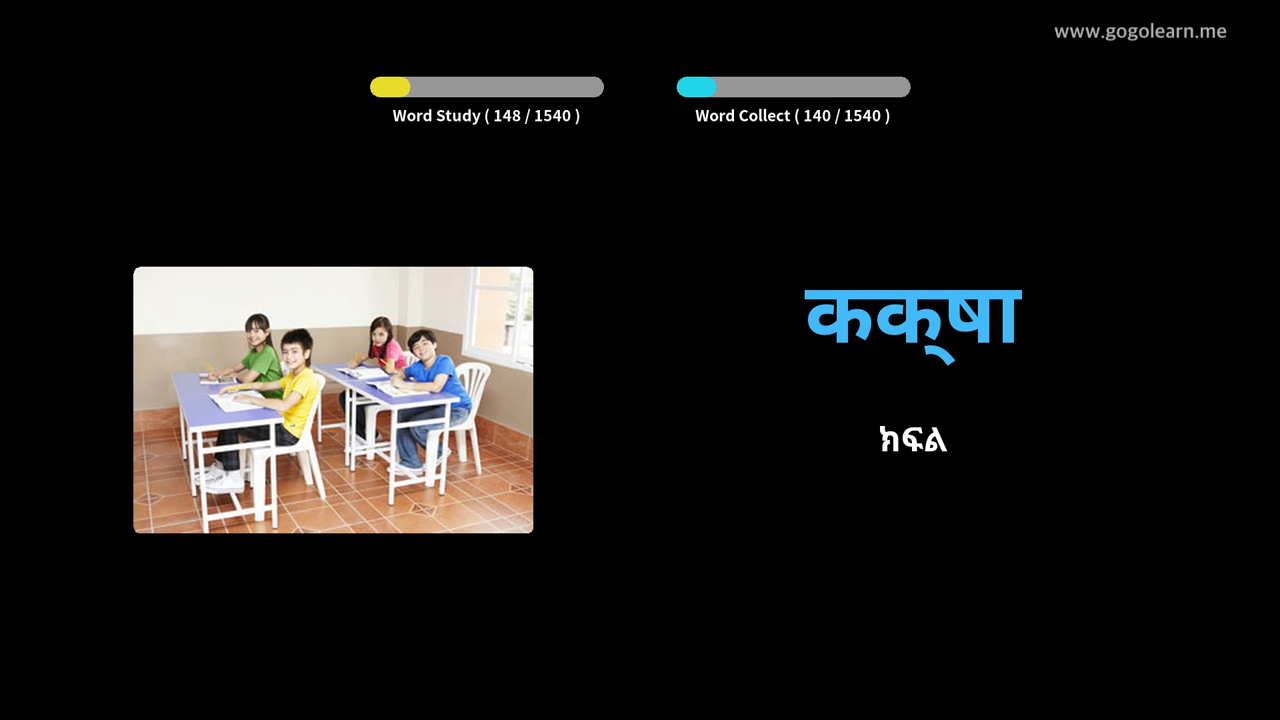 www.gogolearn.me
Word Study ( 148 / 1540 )
Word Collect ( 140 / 1540 )
कक्‌षा
ክፍል